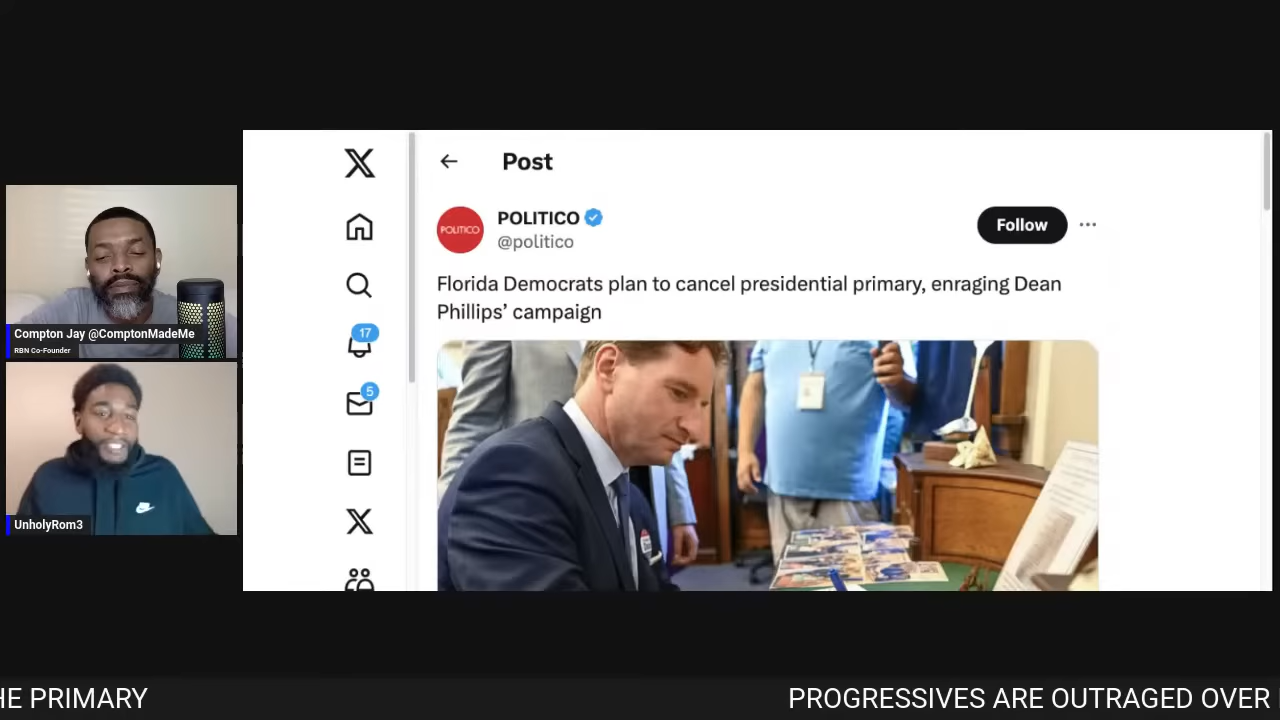 Post
POLITICO
POLITICO
@politico
Follow
Florida Democrats plan to cancel presidential primary, enraging Dean
Phillips’ campaign
17
5
Compton Jay @ComptonMadeMe
RBN Co-Founder
UnholyRom3
HE PRIMARY
PROGRESSIVES ARE OUTRAGED OVER